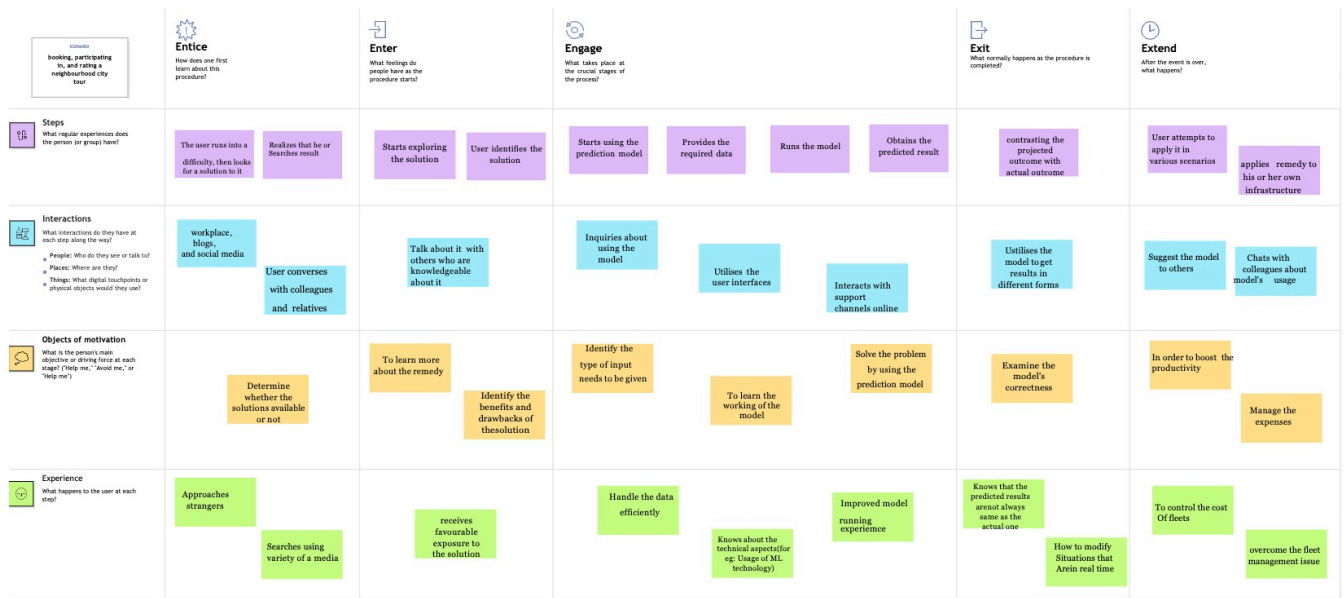 SCENARIO
booking, participating
in, and rating a
neighbourhood city
tour
Entice
How does one first
learn about this
procedure?
Enter
What feelings do
people have as the
procedure starts?
Engage
What takes place at
the crucial stages of
the process?
Exit
What normally happens as the procedure is
completed?
Extend
After the event is over,
what happens?
Steps
What regular experiences does
the person (or group) have?
The user runs into a
difficulty, then looks
for a solution to it
Realizes that he or
Searches result
Starts exploring
the solution
User identifies the
solution
Starts using the
prediction model
Provides the
required data
Runs the model
Obtains the
predicted result
contrasting the
projected
outcome with
actual outcome
User attempts to
apply it in
various scenarios
applies remedy to
his or her own
infrastructure
Interactions
What interactions do they have at
each step along the way?
People: Who do they see or talk to?
Places: Where are they?
Things: What digital touchpoints or
physical objects would they use?
workplace,
blogs,
and social media
User converses
with colleagues
and relatives
Talk about it with
others who are
knowledgeable
about it
Inquiries about
using the
model
Utilises the
user interfaces
Interacts with
support
channels online
Ustilises the
model to get
results in
different forms
Suggest the model
to others
Chats with
colleagues about
model's usage
Objects of motivation
What is the person's main
objective or driving force at each
stage? ("Help me," "Avoid me," or
"Help me")
Determine
whether the
solutions available
or not
To learn more
about the remedy
Identify the
benefits and
drawbacks of
thesolution
Identify the
type of input
needs to be given
To learn the
working of the
model
Solve the problem
by using the
prediction model
Examine the
model's
correctness
In order to boost the
productivity
Manage the
expenses
Experience
What happens to the user at each
step?
Approaches
strangers
Searches using
variety of a media
receives
favourable
exposure to
the solution
Handle the data
efficiently
Knows about the
technical aspects(for
eg: Usage of ML
technology)
Improved model
running
experience
Knows that the
predicted results
arenot always
same as the
actual one
How to modify
Situations that
Arein real time
To control the cost
Of fleets
overcome the fleet
management issue